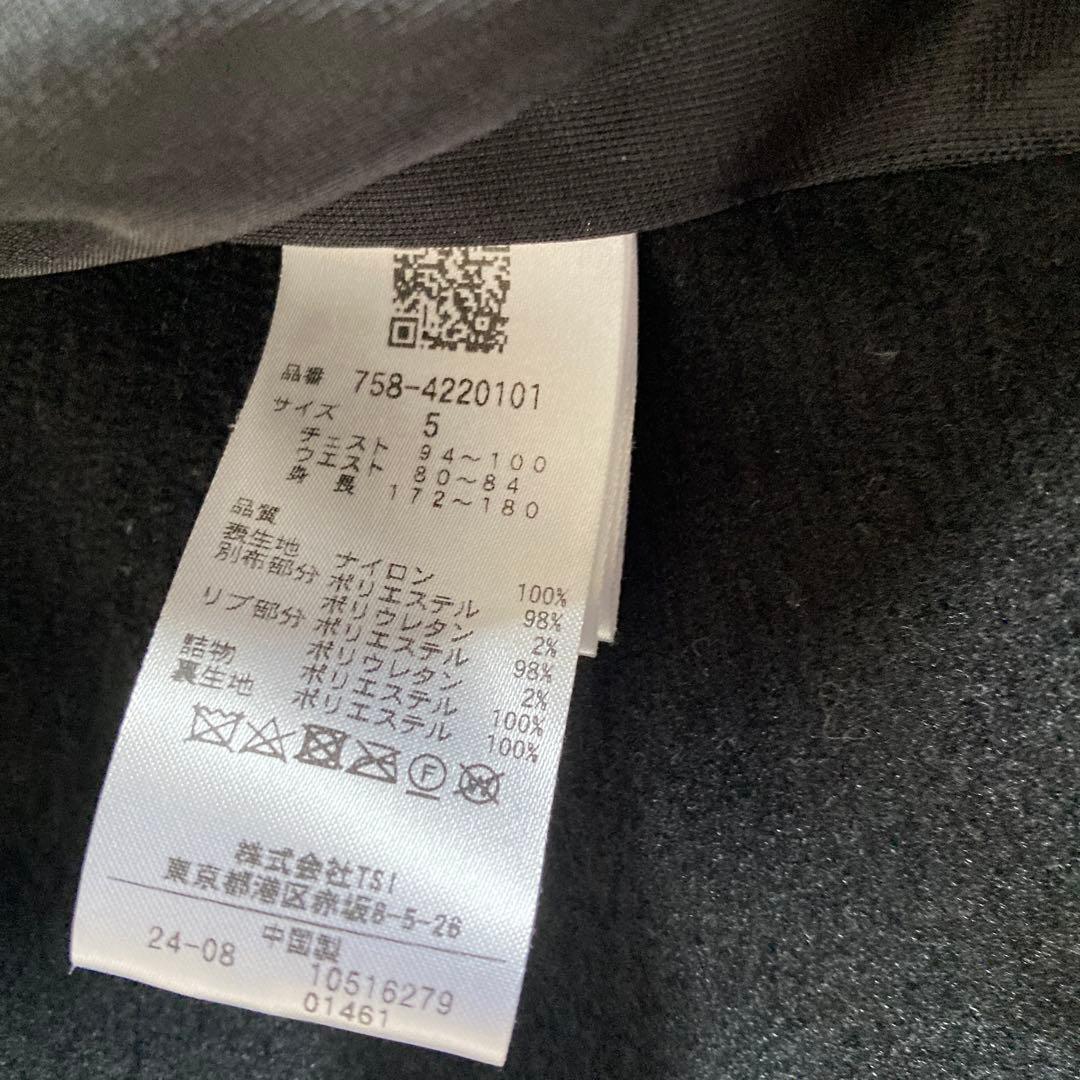 品番 758-4220101
サイズ 5
チェスト 94～100
ウエスト 80～84
身長 172～180
品質
表生地 ナイロン 100%
別布部分 ポリエステル 98%
ポリウレタン 2%
リブ部分 ポリエステル 98%
ポリウレタン 2%
詰物 ポリエステル 100%
裏生地 ポリエステル 100%
F
W
株式会社TSI
東京都港区赤坂8-5-26
中国製
24-08 10516279
01461